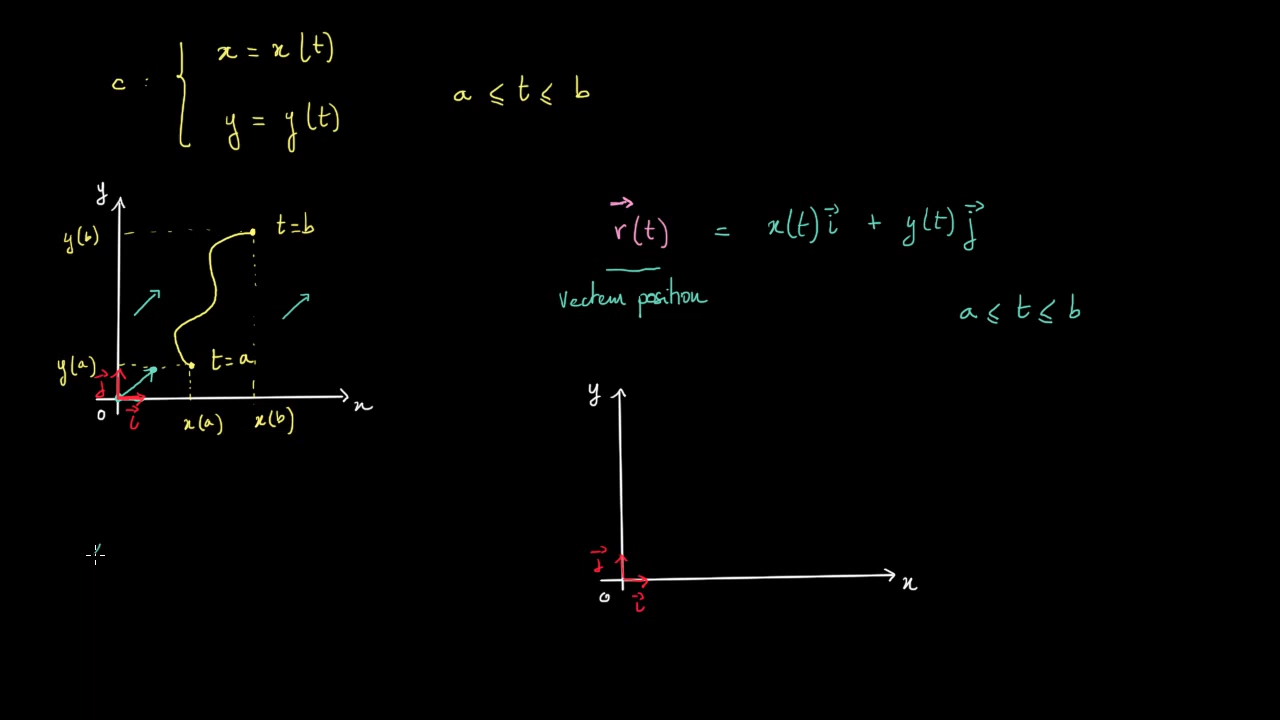 c : { x = x(t)
y = y(t)
a ⩽ t ⩽ b
y
y(b)
t=b
y(a)
t=a
j⃗
0
i⃗
x(a)
x(b)
x
r⃗(t) = x(t) i⃗ + y(t) j⃗
vecteur position
a ⩽ t ⩽ b
y
j⃗
0
i⃗
x